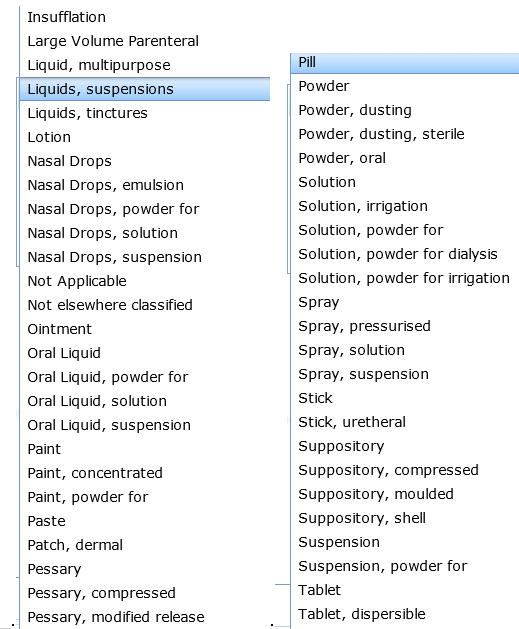 Insufflation
Large Volume Parenteral
Liquid, multipurpose
Liquids, suspensions
Liquids, tinctures
Lotion
Nasal Drops
Nasal Drops, emulsion
Nasal Drops, powder for
Nasal Drops, solution
Nasal Drops, suspension
Not Applicable
Not elsewhere classified
Ointment
Oral Liquid
Oral Liquid, powder for
Oral Liquid, solution
Oral Liquid, suspension
Paint
Paint, concentrated
Paint, powder for
Paste
Patch, dermal
Pessary
Pessary, compressed
Pessary, modified release
Pill
Powder
Powder, dusting
Powder, dusting, sterile
Powder, oral
Solution
Solution, irrigation
Solution, powder for
Solution, powder for dialysis
Solution, powder for irrigation
Spray
Spray, pressurised
Spray, solution
Spray, suspension
Stick
Stick, uretheral
Suppository
Suppository, compressed
Suppository, moulded
Suppository, shell
Suspension
Suspension, powder for
Tablet
Tablet, dispersible